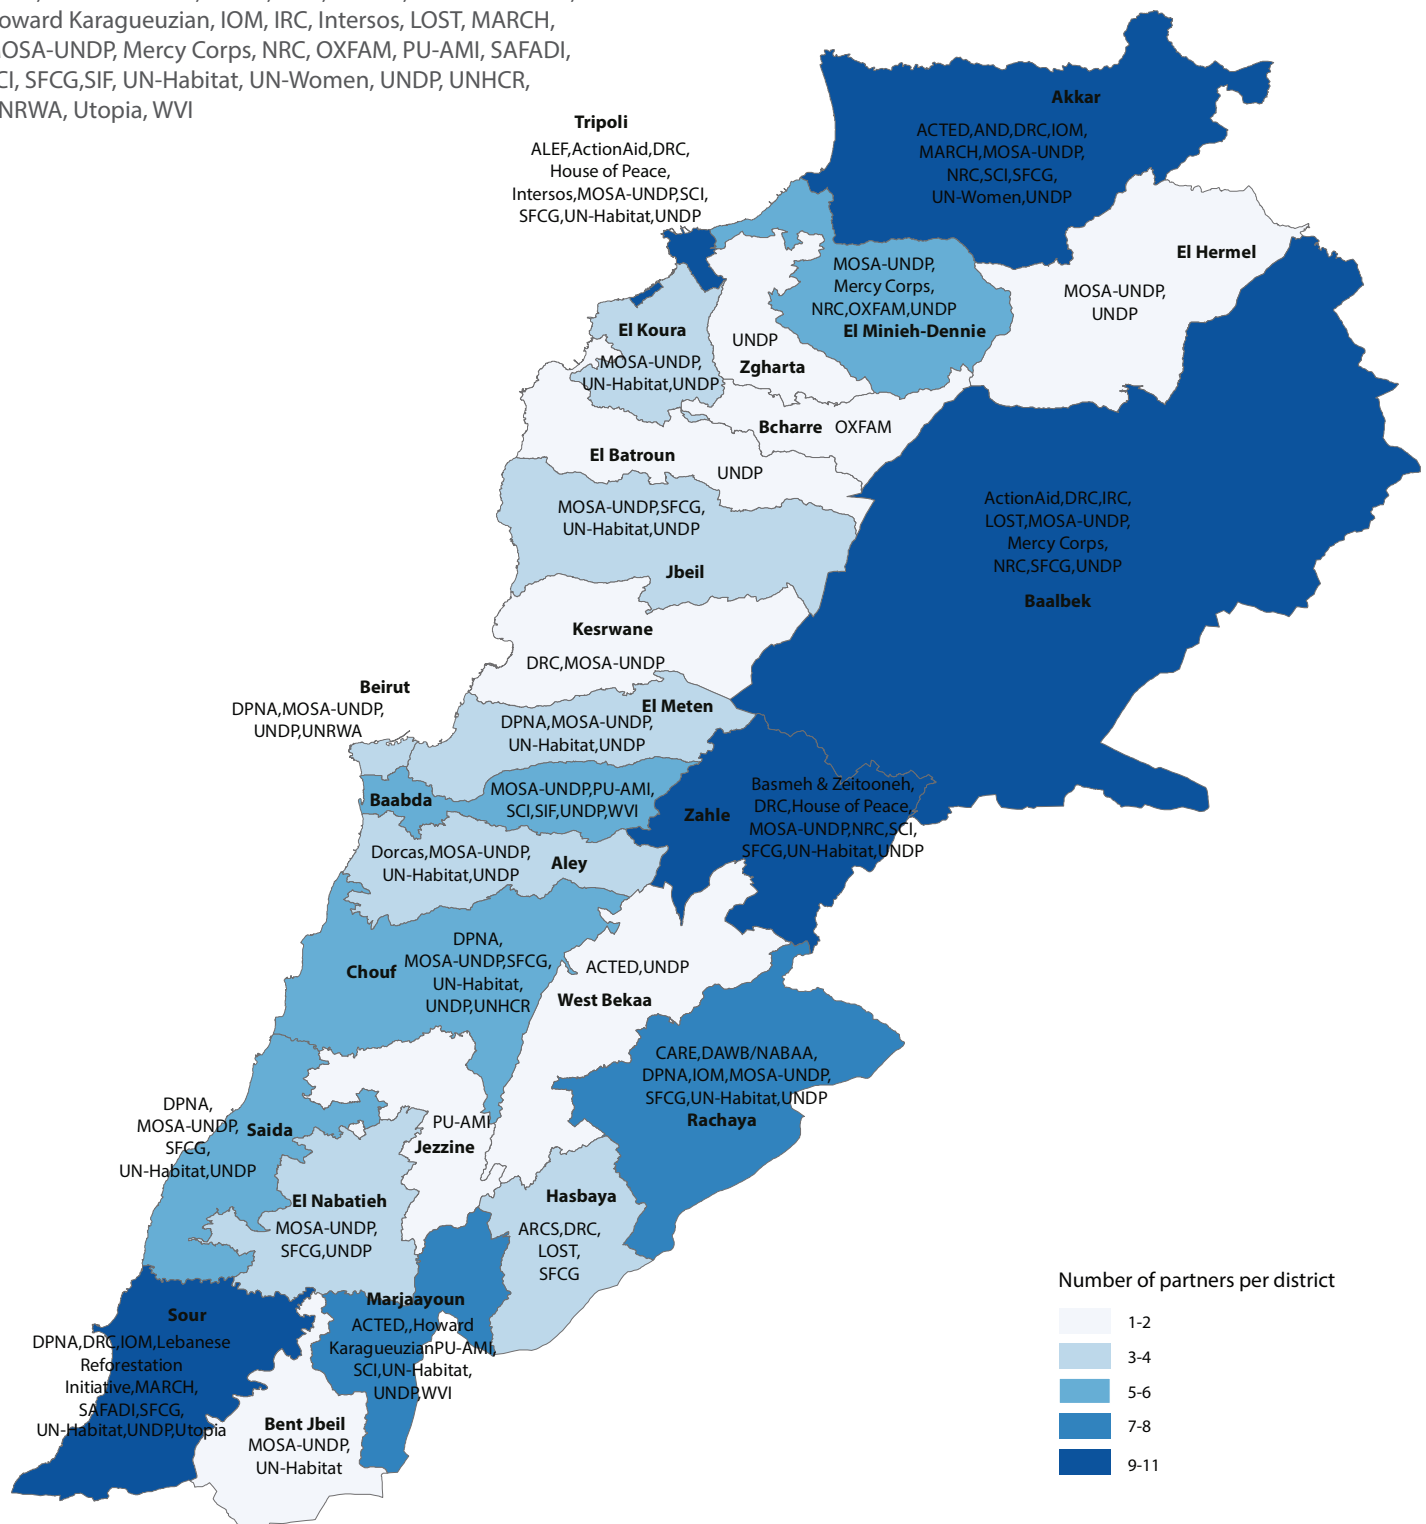 Karagueuzian, IOM, IRC, Intersos, LOST, MARCH,
MOSA-UNDP, Mercy Corps, NRC, OXFAM, PU-AMI, SAFADI,
SFCG,SIF, UN-Habitat, UN-Women, UNDP, UNHCR,
Utopia, WVI
Tripoli
ALEF,ActionAid,DRC,
House of Peace,
Intersos,MOSA-UNDP,SCI,
SFCG,UN-Habitat,UNDP
Akkar
ACTED,AND,DRC,IOM,
MARCH,MOSA-UNDP,
NRC,SCI,SFCG,
UN-Women,UNDP
El Hermel
MOSA-UNDP,
UNDP
MOSA-UNDP,
Mercy Corps,
NRC,OXFAM,UNDP
El Minieh-Dennie
El Koura
MOSA-UNDP,
UN-Habitat,UNDP
UNDP
Zgharta
Bcharre OXFAM
El Batroun
UNDP
MOSA-UNDP,SFCG,
UN-Habitat,UNDP
Jbeil
ActionAid,DRC,IRC,
LOST,MOSA-UNDP,
Mercy Corps,
NRC,SFCG,UNDP
Baalbek
Kesrwane
DRC,MOSA-UNDP
Beirut
DPNA,MOSA-UNDP,
UNDP,UNRWA
El Meten
DPNA,MOSA-UNDP,
UN-Habitat,UNDP
Baabda
MOSA-UNDP,PU-AMI,
SCI,SIF,UNDP,WVI
Zahle
Basmeh & Zeitooneh,
DRC,House of Peace,
MOSA-UNDP,NRC,SCI,
SFCG,UN-Habitat,UNDP
Dorcas,MOSA-UNDP,
UN-Habitat,UNDP
Aley
Chouf
DPNA,
MOSA-UNDP,SFCG,
UN-Habitat,
UNDP,UNHCR
ACTED,UNDP
West Bekaa
CARE,DAWB/NABAA,
DPNA,IOM,MOSA-UNDP,
SFCG,UN-Habitat,UNDP
Rachaya
DPNA,
MOSA-UNDP,
SFCG,
UN-Habitat,UNDP
Saida
PU-AMI
Jezzine
El Nabatieh
MOSA-UNDP,
SFCG,UNDP
Hasbaya
ARCS,DRC,
LOST,
SFCG
Marjaayoun
ACTED,,Howard
KaragueuzianPU-AMI,
SCI,UN-Habitat,
UNDP,WVI
Sour
DPNA,DRC,IOM,Lebanese
Reforestation
Initiative,MARCH,
SAFADI,SFCG,
UN-Habitat,UNDP,Utopia
Bent Jbeil
MOSA-UNDP,
UN-Habitat
Number of partners per district
1-2
3-4
5-6
7-8
9-11